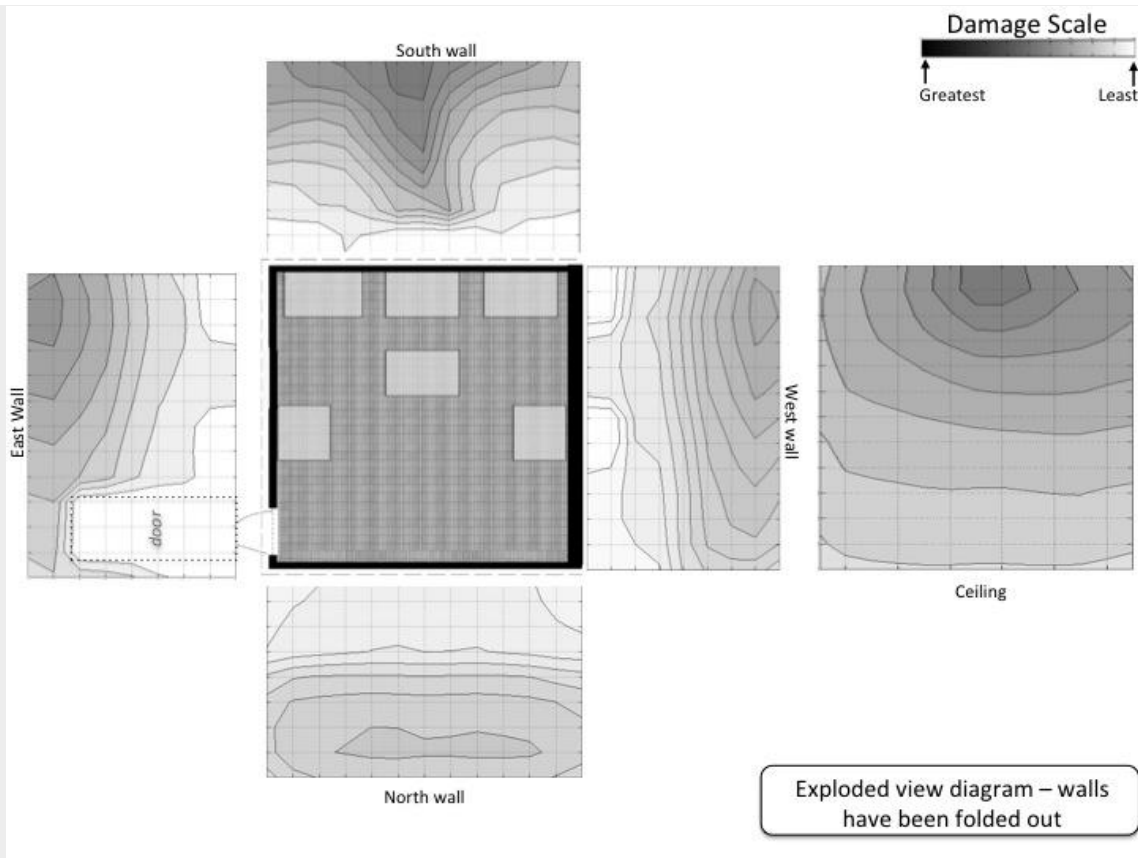 Damage Scale
Greatest
Least
South wall
East Wall
door
West wall
Ceiling
North wall
Exploded view diagram – walls
have been folded out